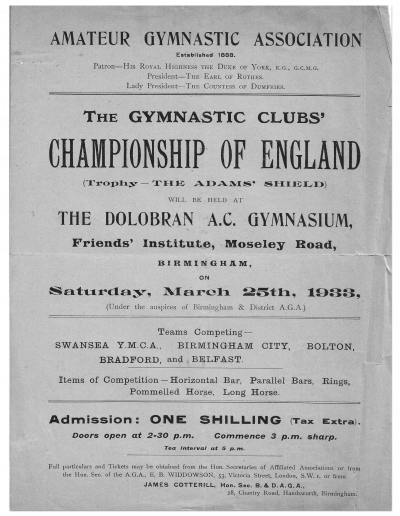 AMATEUR GYMNASTIC ASSOCIATION
Established 1888.
Patron—His Royal Highness the Duke of York, K.G., G.C.M.G.
President—The Earl of Rothes.
Lady President—The Countess of Dumfries.
The GYMNASTIC CLUBS'
CHAMPIONSHIP OF ENGLAND
(Trophy—THE ADAMS' SHIELD)
WILL BE HELD AT
THE DOLOBRAN A.C. GYMNASIUM,
Friends' Institute, Moseley Road,
BIRMINGHAM,
ON
Saturday, March 25th, 1933,
(Under the auspices of Birmingham & District A.G.A.)
Teams Competing—
SWANSEA Y.M.C.A., BIRMINGHAM CITY, BOLTON,
BRADFORD, and BELFAST.
Items of Competition—Horizontal Bar, Parallel Bars, Rings,
Pommelled Horse, Long Horse.
Admission: ONE SHILLING (Tax Extra).
Doors open at 2-30 p.m. Commence 3 p.m. sharp.
Tea interval at 5 p.m.
Full particulars and Tickets may be obtained from the Hon. Secretaries of Affiliated Associations or from
the Hon. Sec. of the A.G.A., E. B. WIDDOWSON, 53, Victoria Street, London, S.W. 1, or from
JAMES COTTERILL, Hon. Sec. B. & D.A.G.A.,
28, Chantry Road, Handsworth, Birmingham.